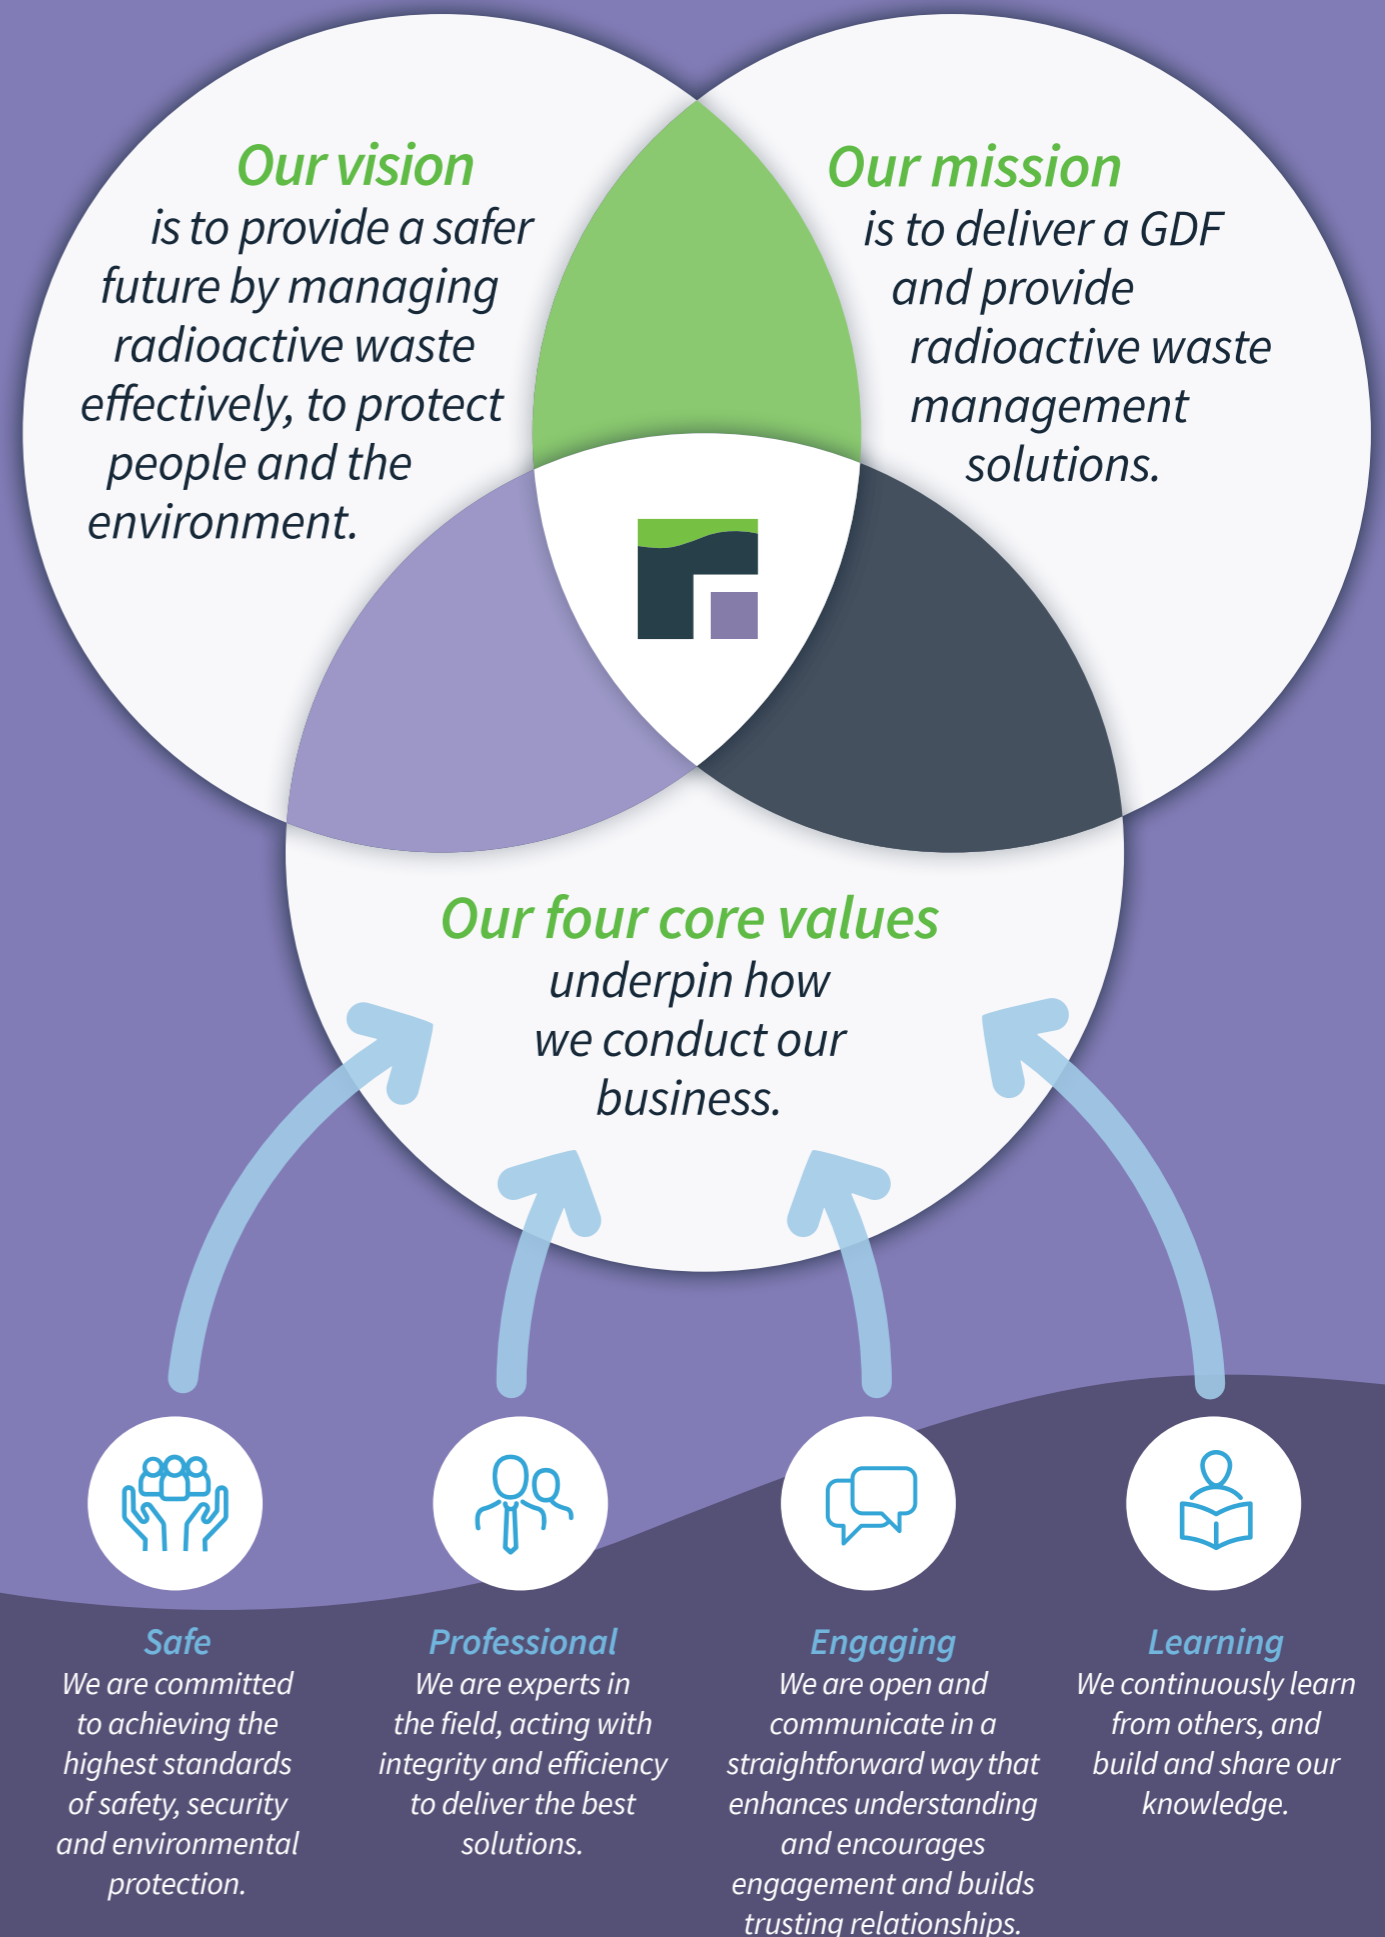 Our vision
is to provide a safer
future by managing
radioactive waste
effectively, to protect
people and the
environment.
Our mission
is to deliver a GDF
and provide
radioactive waste
management
solutions.
Our four core values
underpin how
we conduct our
business.
Safe
We are committed
to achieving the
highest standards
of safety, security
and environmental
protection.
Professional
We are experts in
the field, acting with
integrity and efficiency
to deliver the best
solutions.
Engaging
We are open and
communicate in a
straightforward way that
enhances understanding
and encourages
engagement and builds
trusting relationships.
Learning
We continuously learn
from others, and
build and share our
knowledge.